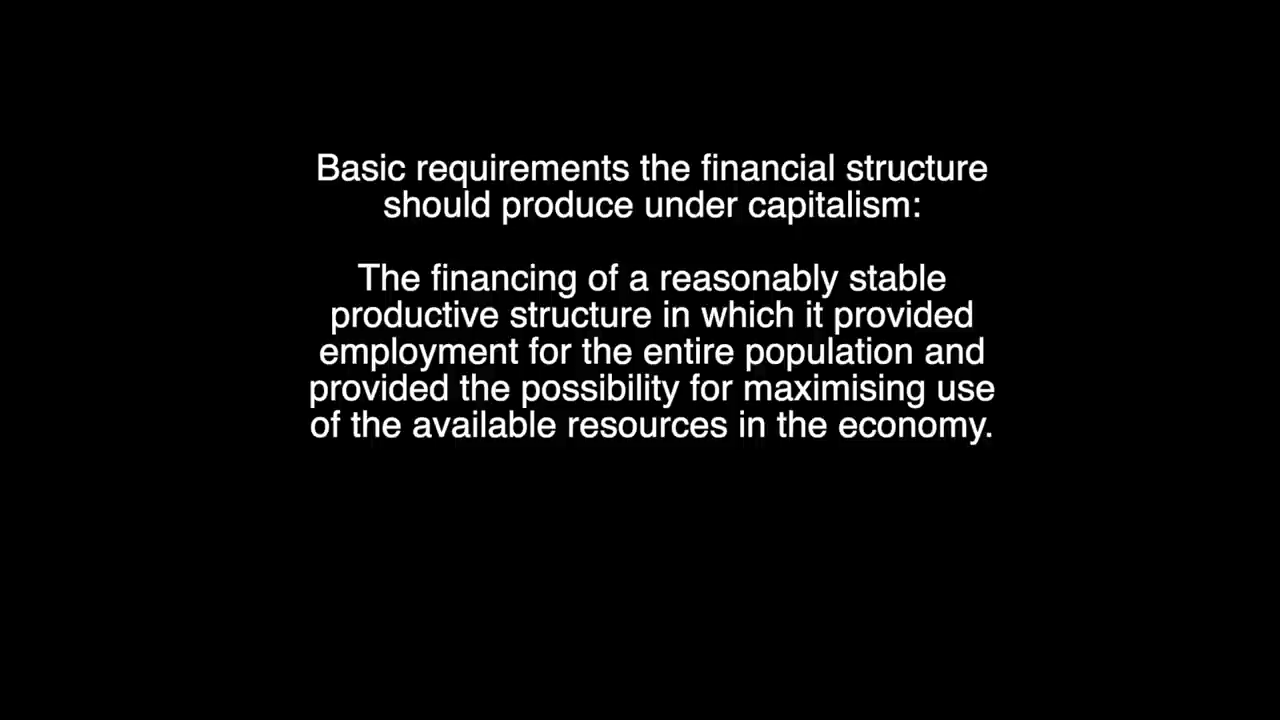 Basic requirements the financial structure
should produce under capitalism:
The financing of a reasonably stable
productive structure in which it provided
employment for the entire population and
provided the possibility for maximising use
of the available resources in the economy.